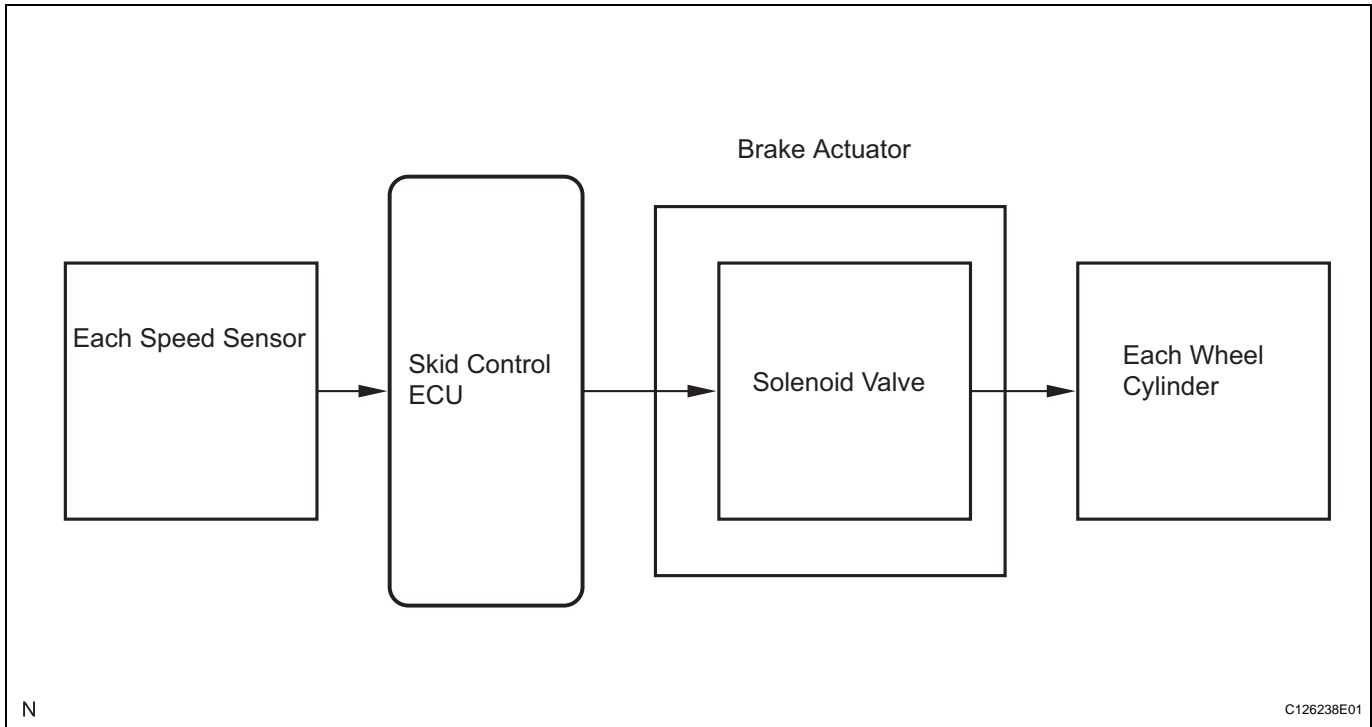 Brake Actuator
Each Speed Sensor
Skid Control
ECU
Solenoid Valve
Each Wheel
Cylinder
N
C126238E01